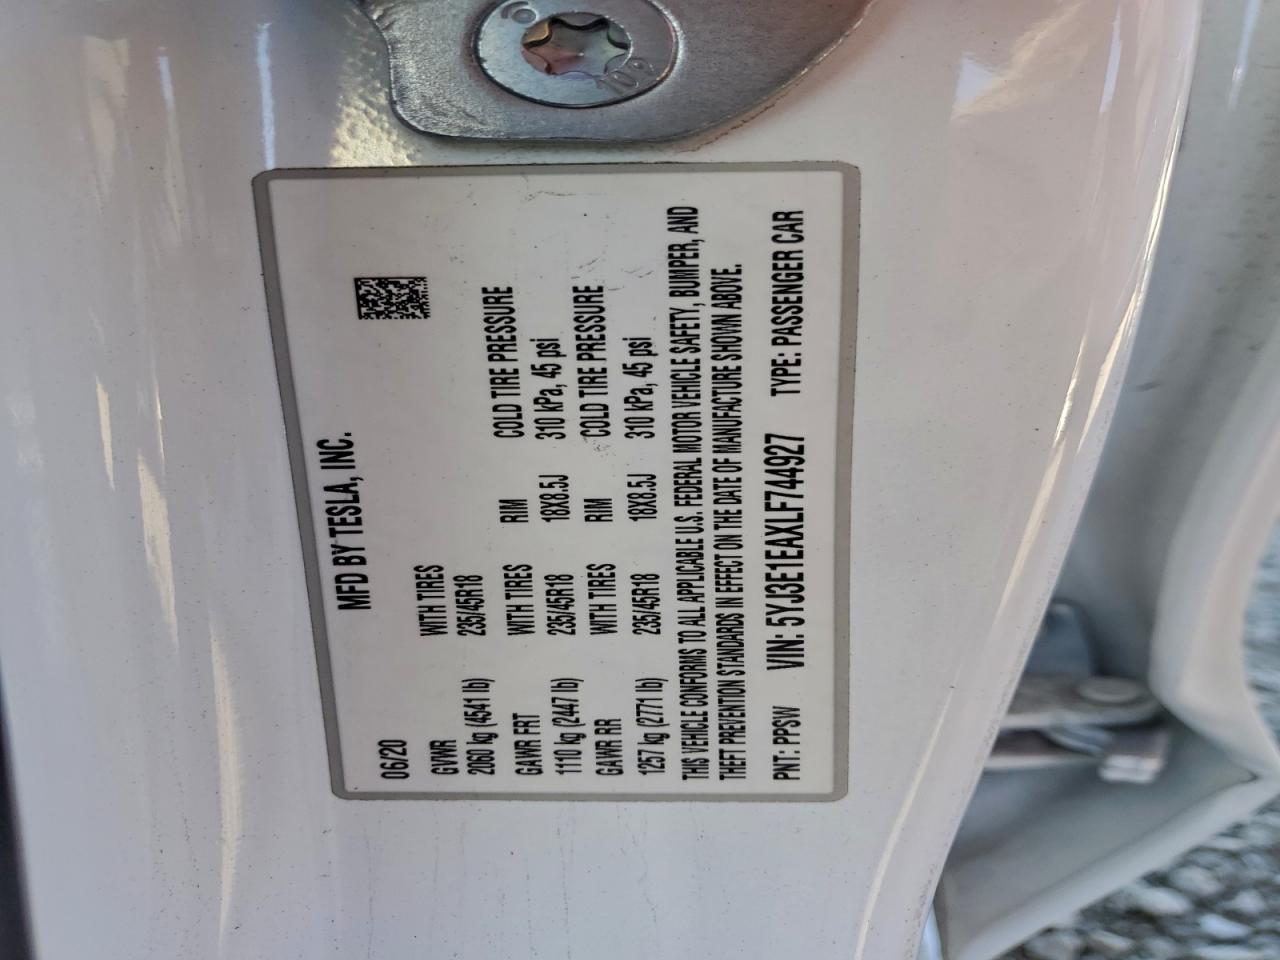 10.9
MFD BY TESLA, INC.
06/20
GVWR WITH TIRES
2060 kg (4541 lb) 235/45R18
GAWR FRT WITH TIRES RIM COLD TIRE PRESSURE
1110 kg (2447 lb) 235/45R18 18X8.5J 310 kPa, 45 psi
GAWR RR WITH TIRES RIM COLD TIRE PRESSURE
1257 kg (2771 lb) 235/45R18 18X8.5J 310 kPa, 45 psi
THIS VEHICLE CONFORMS TO ALL APPLICABLE U.S. FEDERAL MOTOR VEHICLE SAFETY, BUMPER, AND
THEFT PREVENTION STANDARDS IN EFFECT ON THE DATE OF MANUFACTURE SHOWN ABOVE.
PNT: PPSW VIN: 5YJ3E1EAXLF744927 TYPE: PASSENGER CAR